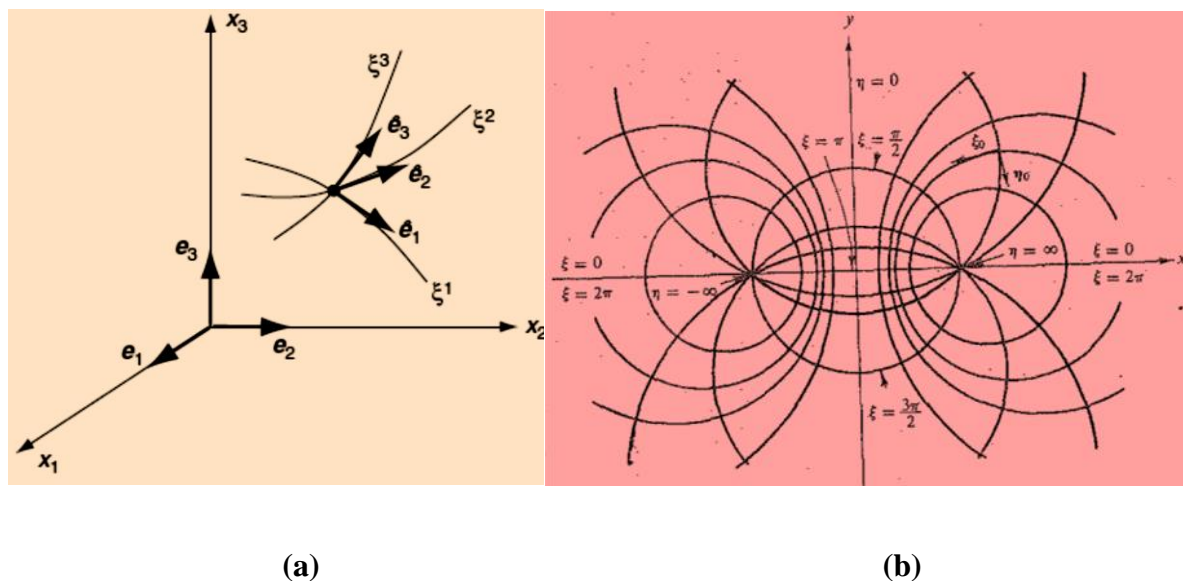 x₃
ξ³
ξ²
ê₃
ê₂
ê₁
ξ¹
e₃
x₂
e₁
e₂
x₁
y
η = 0
ξ = π
ξ = π/2
ξ₀
η₀
ξ = 0
η = ∞
ξ = 0
x
ξ = 2π
η = −∞
ξ = 2π
ξ = 3π/2
(a)
(b)